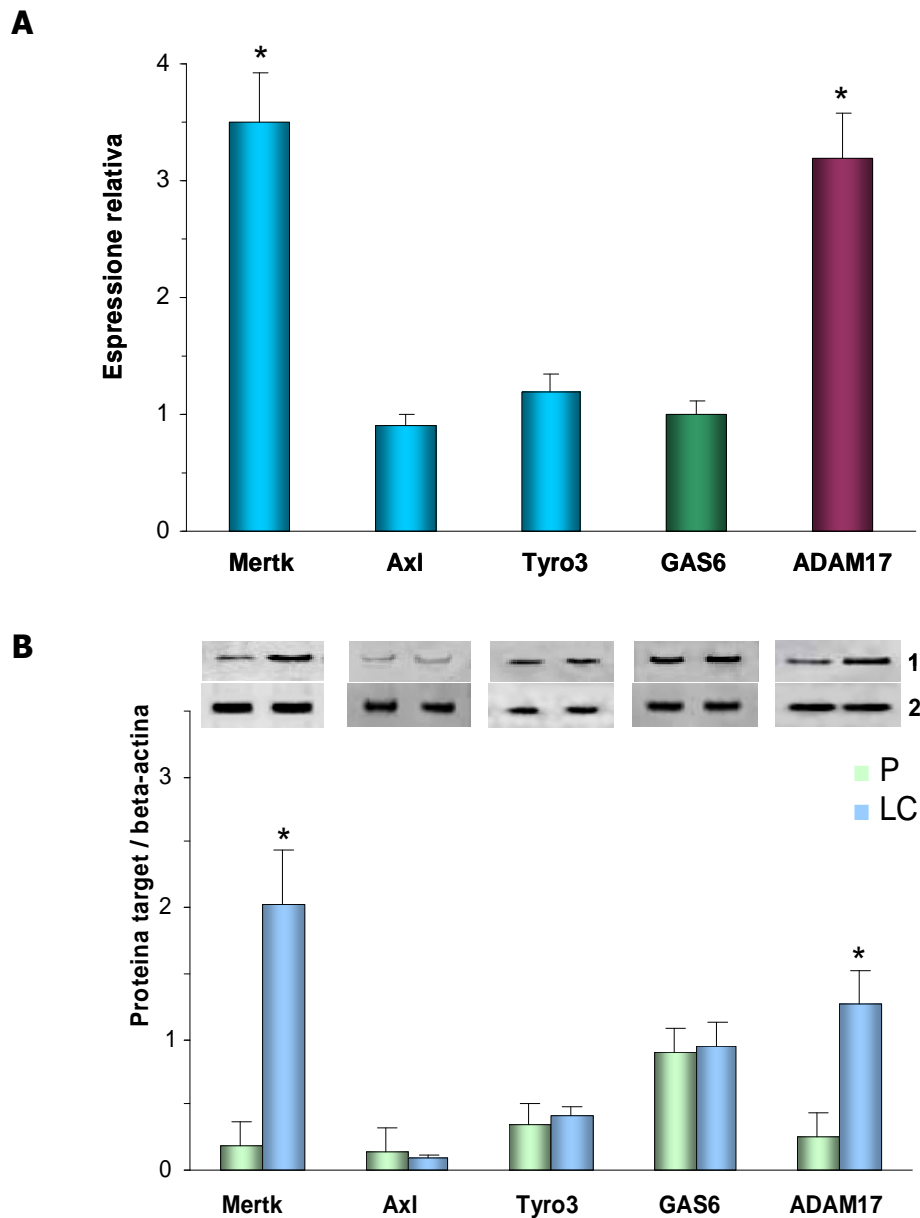 A
Espressione relativa
4
3
2
1
0
*
*
Mertk Axl Tyro3 GAS6 ADAM17
B
1
2
Proteina target / beta-actina
3
2
1
0
P
LC
*
*
Mertk Axl Tyro3 GAS6 ADAM17